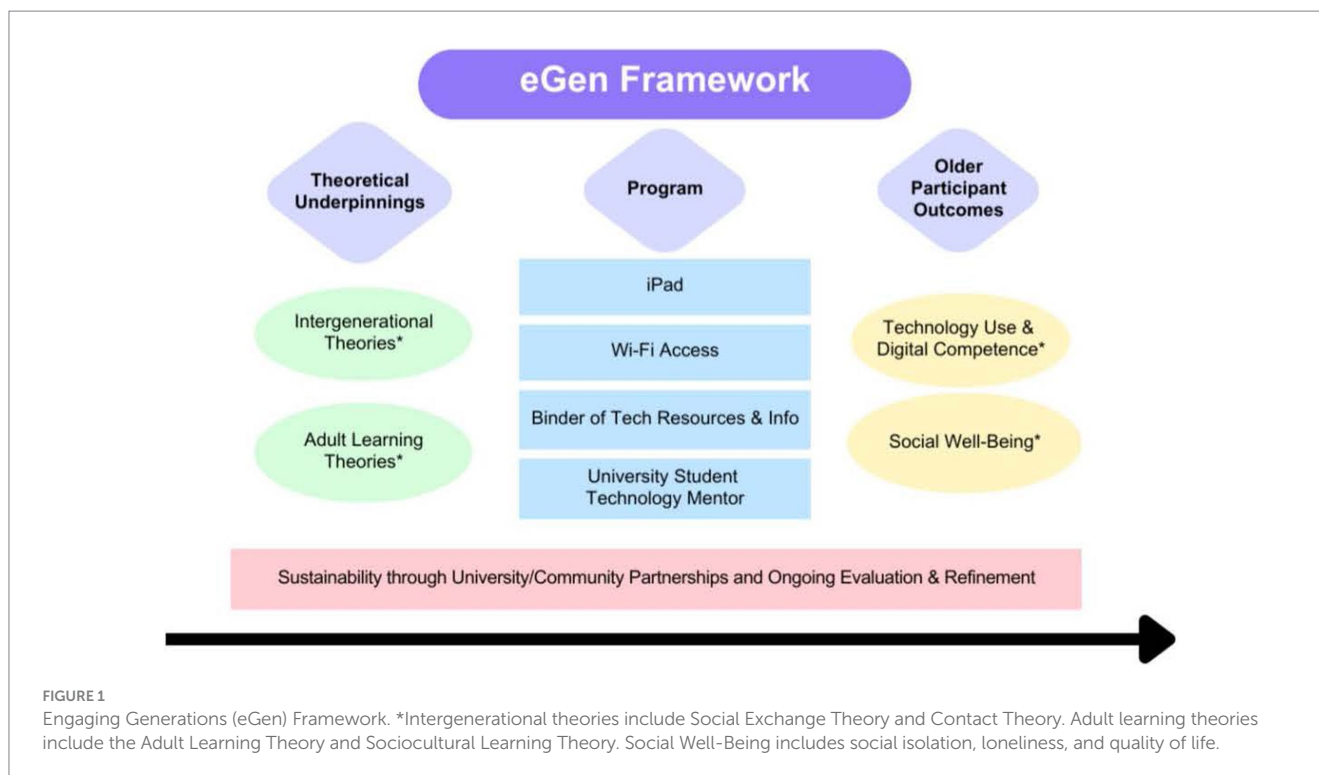 eGen Framework
Theoretical
Underpinnings
Program
Older
Participant
Outcomes
Intergenerational
Theories*
Adult Learning
Theories*
iPad
Wi-Fi Access
Binder of Tech Resources & Info
University Student
Technology Mentor
Technology Use &
Digital Competence*
Social Well-Being*
Sustainability through University/Community Partnerships and Ongoing Evaluation & Refinement
FIGURE 1
Engaging Generations (eGen) Framework. *Intergenerational theories include Social Exchange Theory and Contact Theory. Adult learning theories
include the Adult Learning Theory and Sociocultural Learning Theory. Social Well-Being includes social isolation, loneliness, and quality of life.